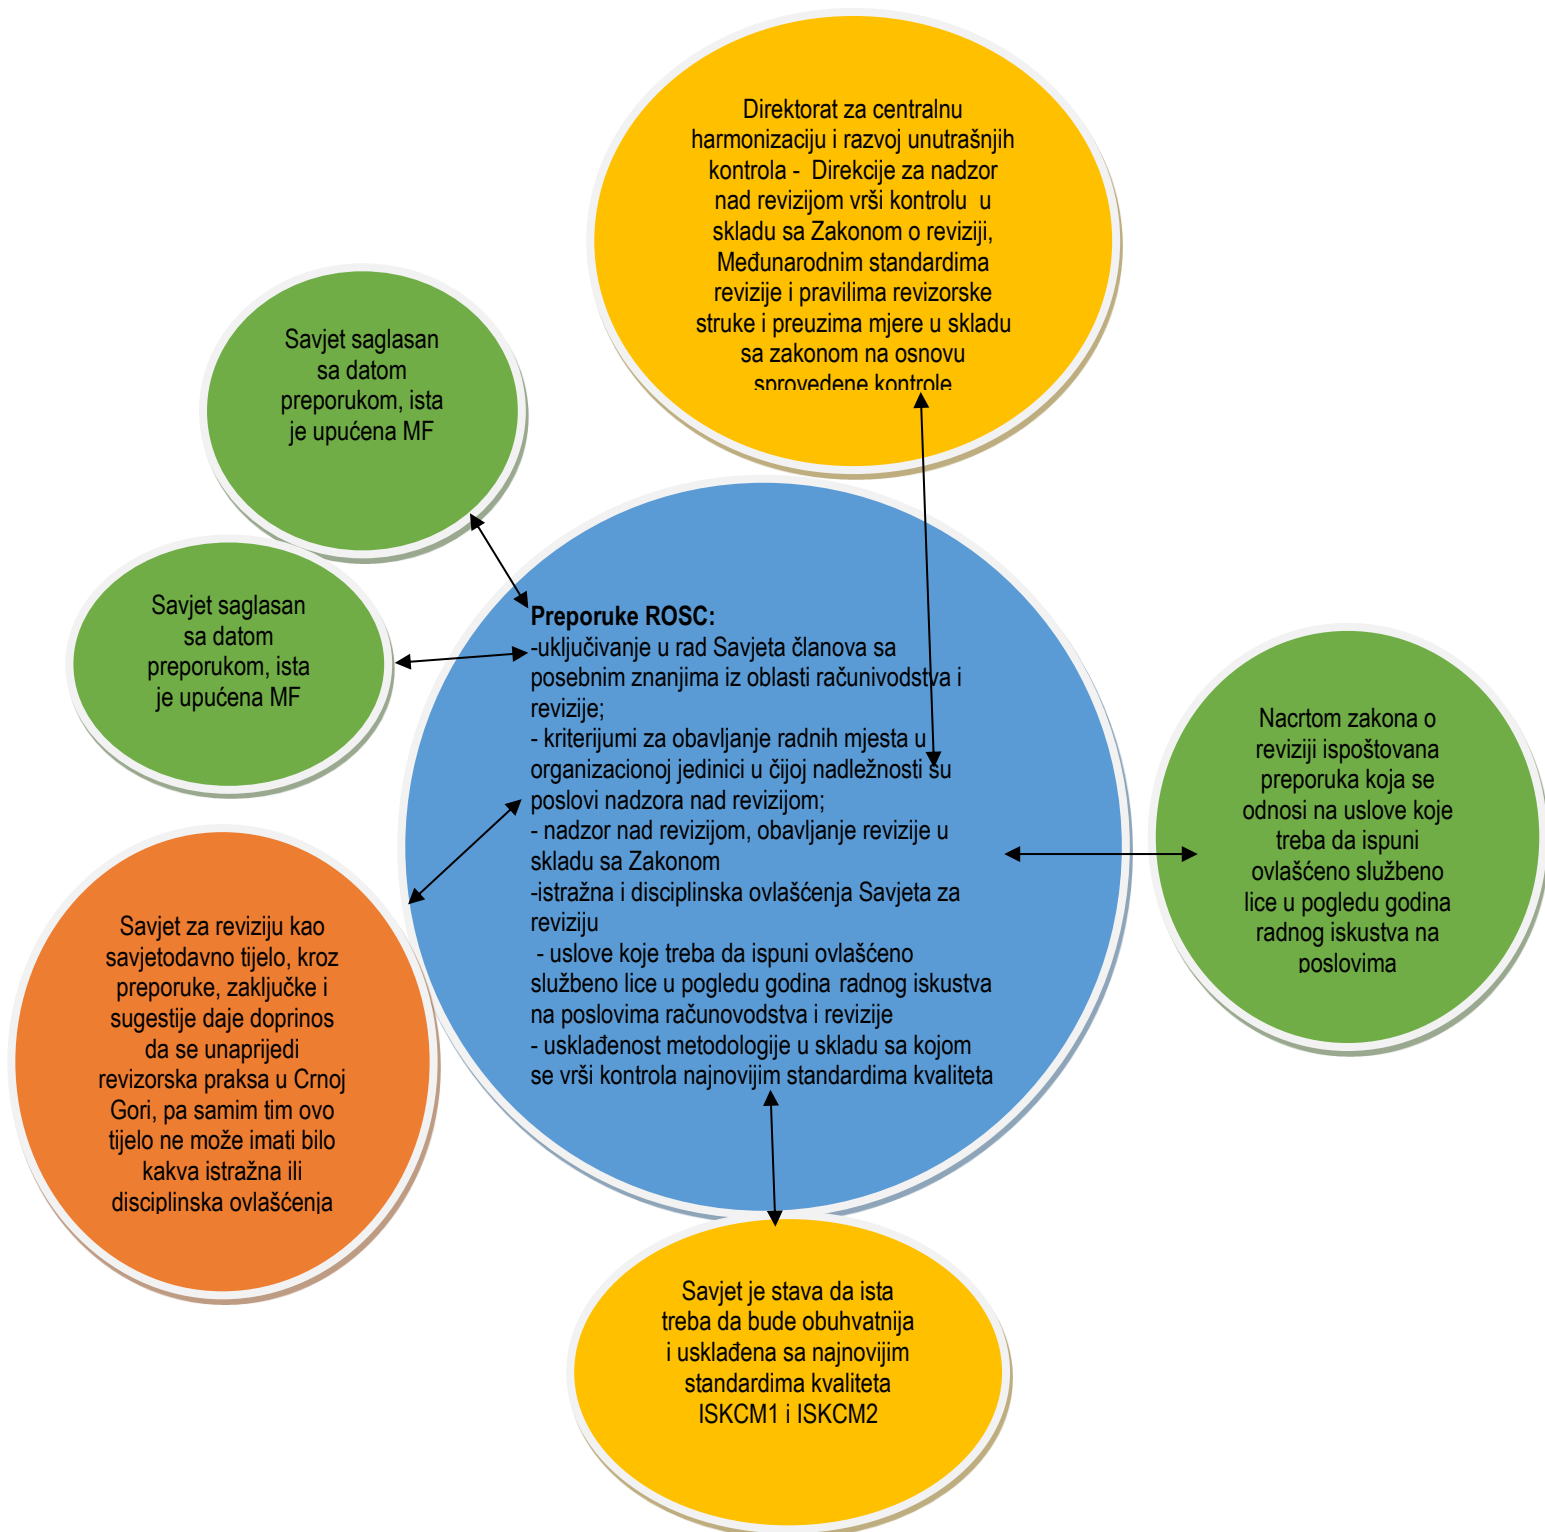 Direktorat za centralnu
harmonizaciju i razvoj unutrašnjih
kontrola - Direkcije za nadzor
nad revizijom vrši kontrolu u
skladu sa Zakonom o reviziji,
Međunarodnim standardima
revizije i pravilima revizorske
struke i preuzima mjere u skladu
sa zakonom na osnovu
sprovedene kontrole
Savjet saglasan
sa datom
preporukom, ista
je upućena MF
Savjet saglasan
sa datom
preporukom, ista
je upućena MF
Preporuke ROSC:
-uključivanje u rad Savjeta članova sa
posebnim znanjima iz oblasti računivodstva i
revizije;
- kriterijumi za obavljanje radnih mjesta u
organizacionoj jedinici u čijoj nadležnosti su
poslovi nadzora nad revizijom;
- nadzor nad revizijom, obavljanje revizije u
skladu sa Zakonom
-istražna i disciplinska ovlašćenja Savjeta za
reviziju
- uslove koje treba da ispuni ovlašćeno
službeno lice u pogledu godina radnog iskustva
na poslovima računovodstva i revizije
- usklađenost metodologije u skladu sa kojom
se vrši kontrola najnovijim standardima kvaliteta
Nacrtom zakona o
reviziji ispoštovana
preporuka koja se
odnosi na uslove koje
treba da ispuni
ovlašćeno službeno
lice u pogledu godina
radnog iskustva na
poslovima
Savjet za reviziju kao
savjetodavno tijelo, kroz
preporuke, zaključke i
sugestije daje doprinos
da se unaprijedi
revizorska praksa u Crnoj
Gori, pa samim tim ovo
tijelo ne može imati bilo
kakva istražna ili
disciplinska ovlašćenja
Savjet je stava da ista
treba da bude obuhvatnija
i usklađena sa najnovijim
standardima kvaliteta
ISKCM1 i ISKCM2